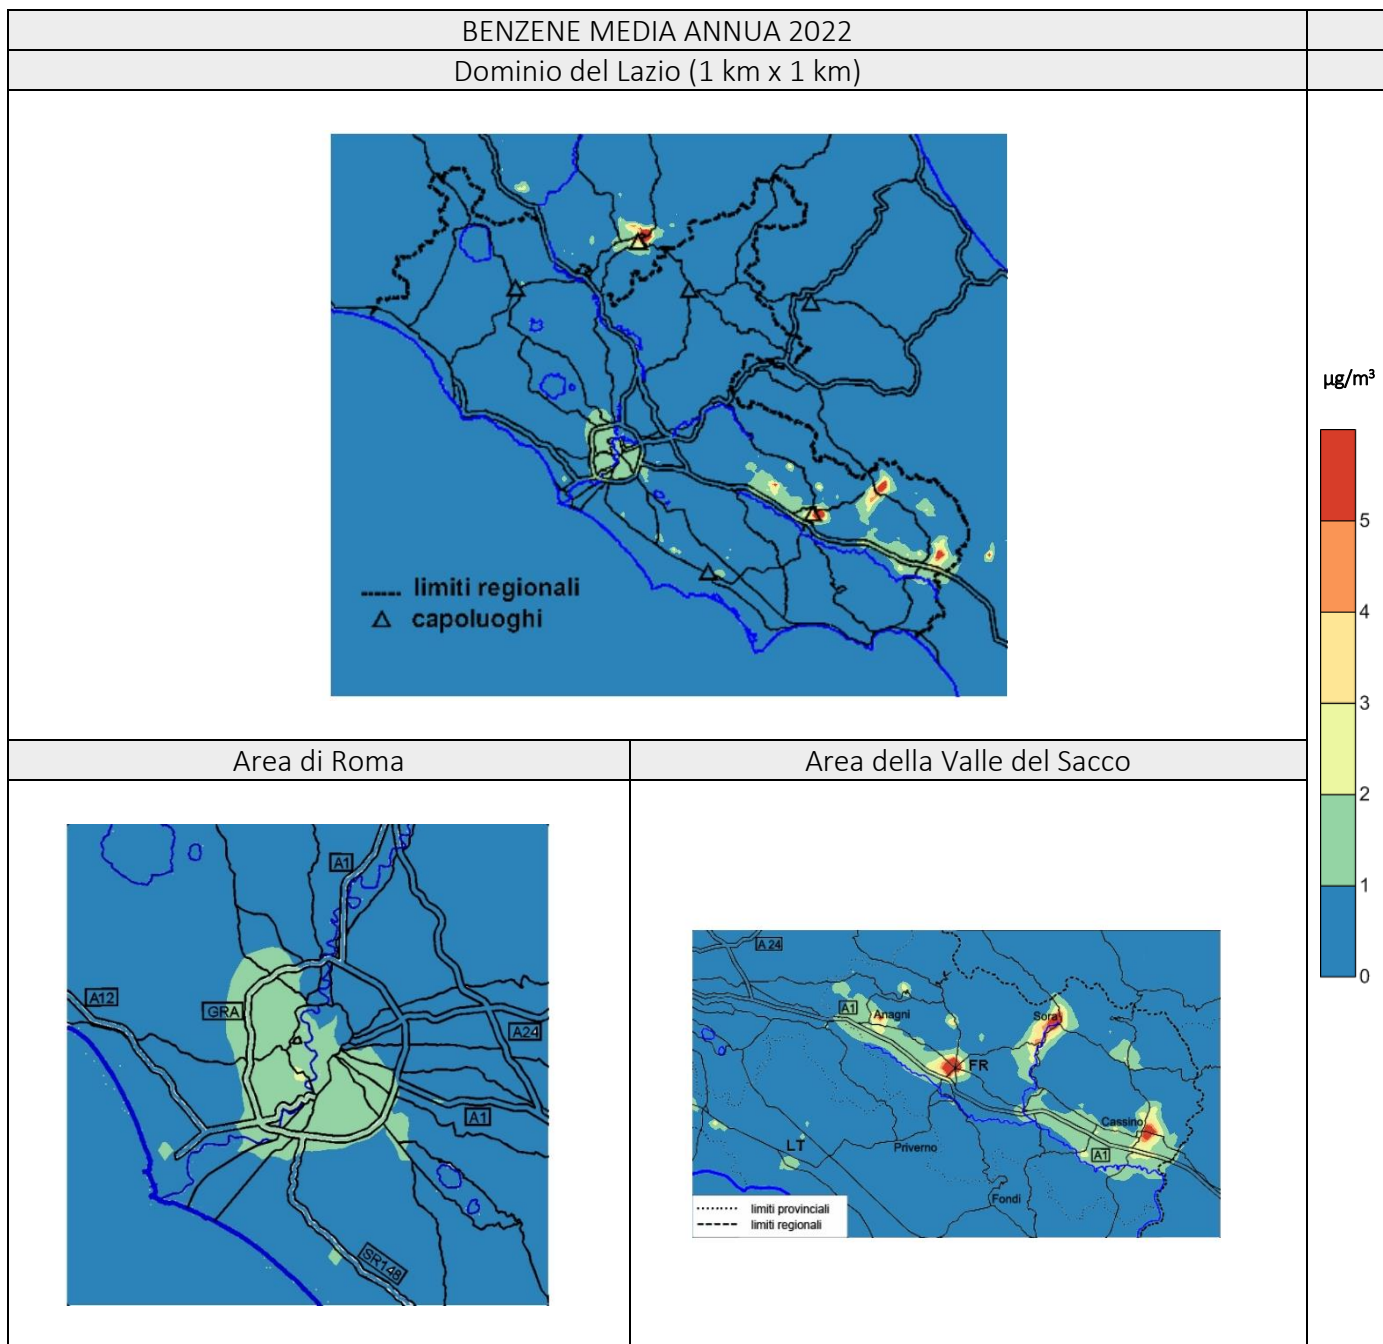 BENZENE MEDIA ANNUA 2022
Dominio del Lazio (1 km x 1 km)
limiti regionali
capoluoghi
µg/m³
5
4
3
2
1
0
Area di Roma
Area della Valle del Sacco
A1
A12
GRA
A24
A1
SR148
A 24
A1
Anagni
Sora
FR
Cassino
LT
Priverno
A1
Fondi
limiti provinciali
limiti regionali